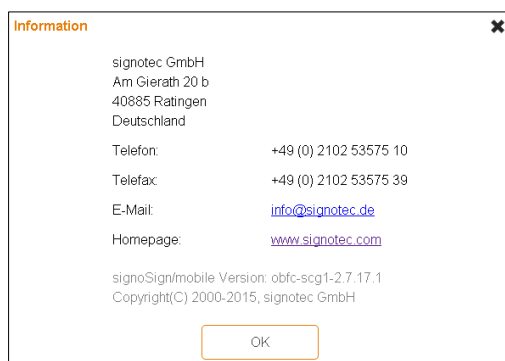 Information
signotec GmbH
Am Gierath 20 b
40885 Ratingen
Deutschland
Telefon: +49 (0) 2102 53575 10
Telefax: +49 (0) 2102 53575 39
E-Mail: info@signotec.de
Homepage: www.signotec.com
signoSign/mobile Version: obfc-scg1-2.7.17.1
Copyright(C) 2000-2015, signotec GmbH
OK